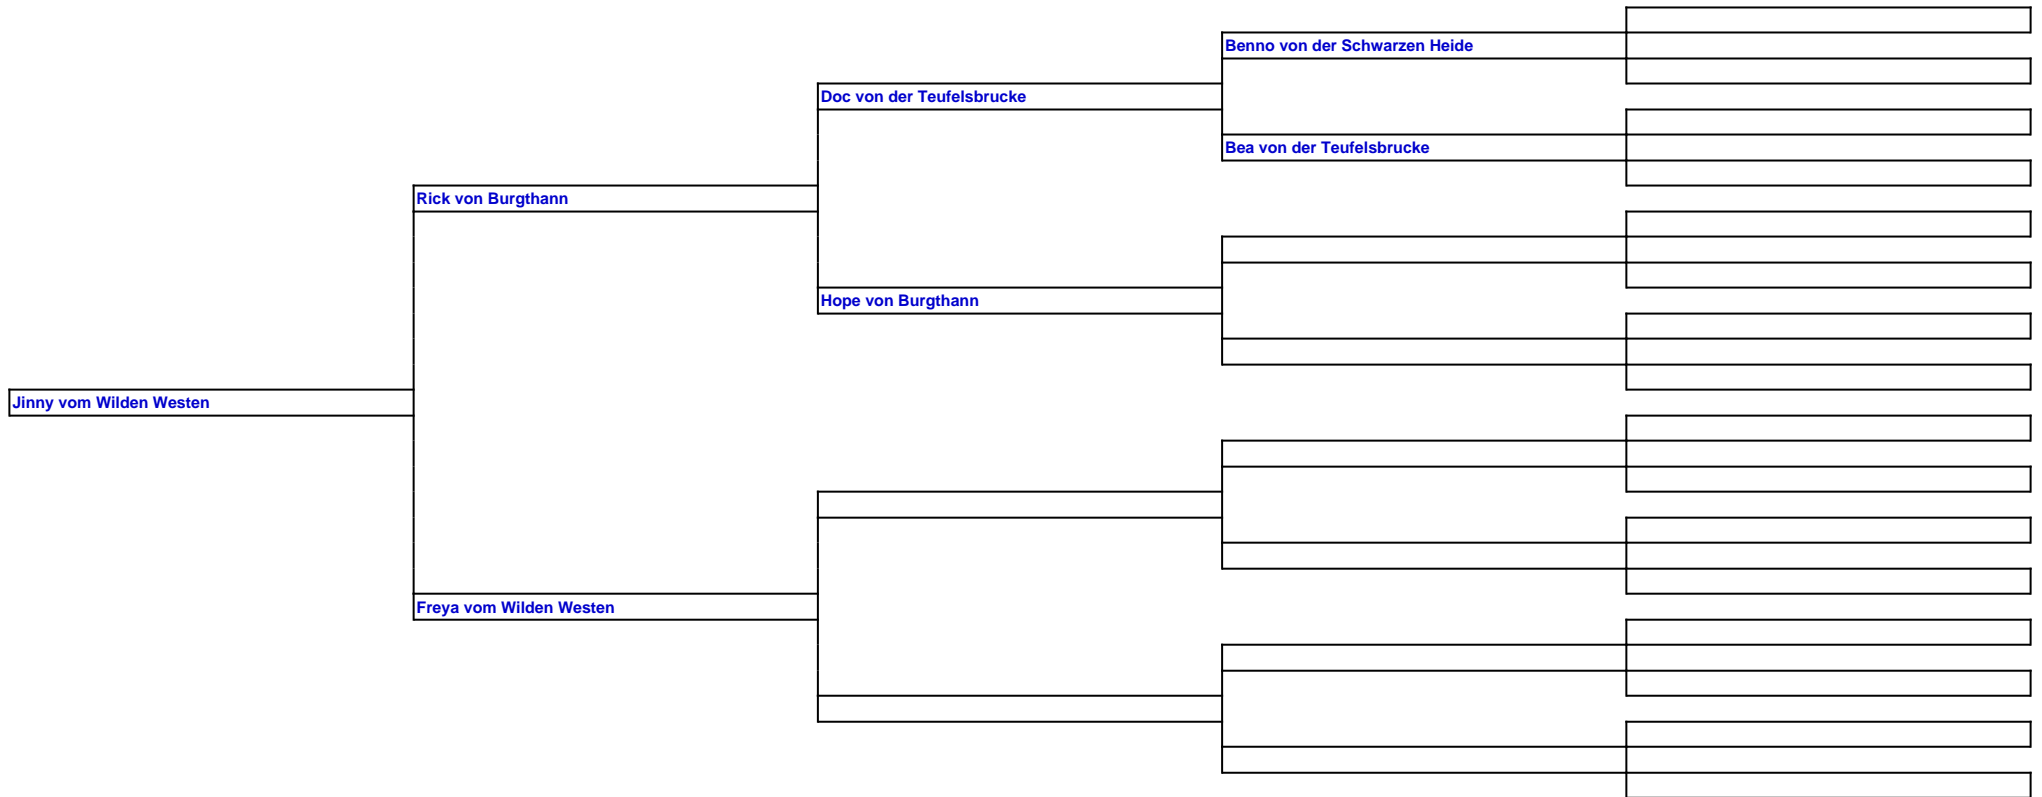 Benno von der Schwarzen Heide
Doc von der Teufelsbrucke
Bea von der Teufelsbrucke
Rick von Burgthann
Hope von Burgthann
Jinny vom Wilden Westen
Freya vom Wilden Westen